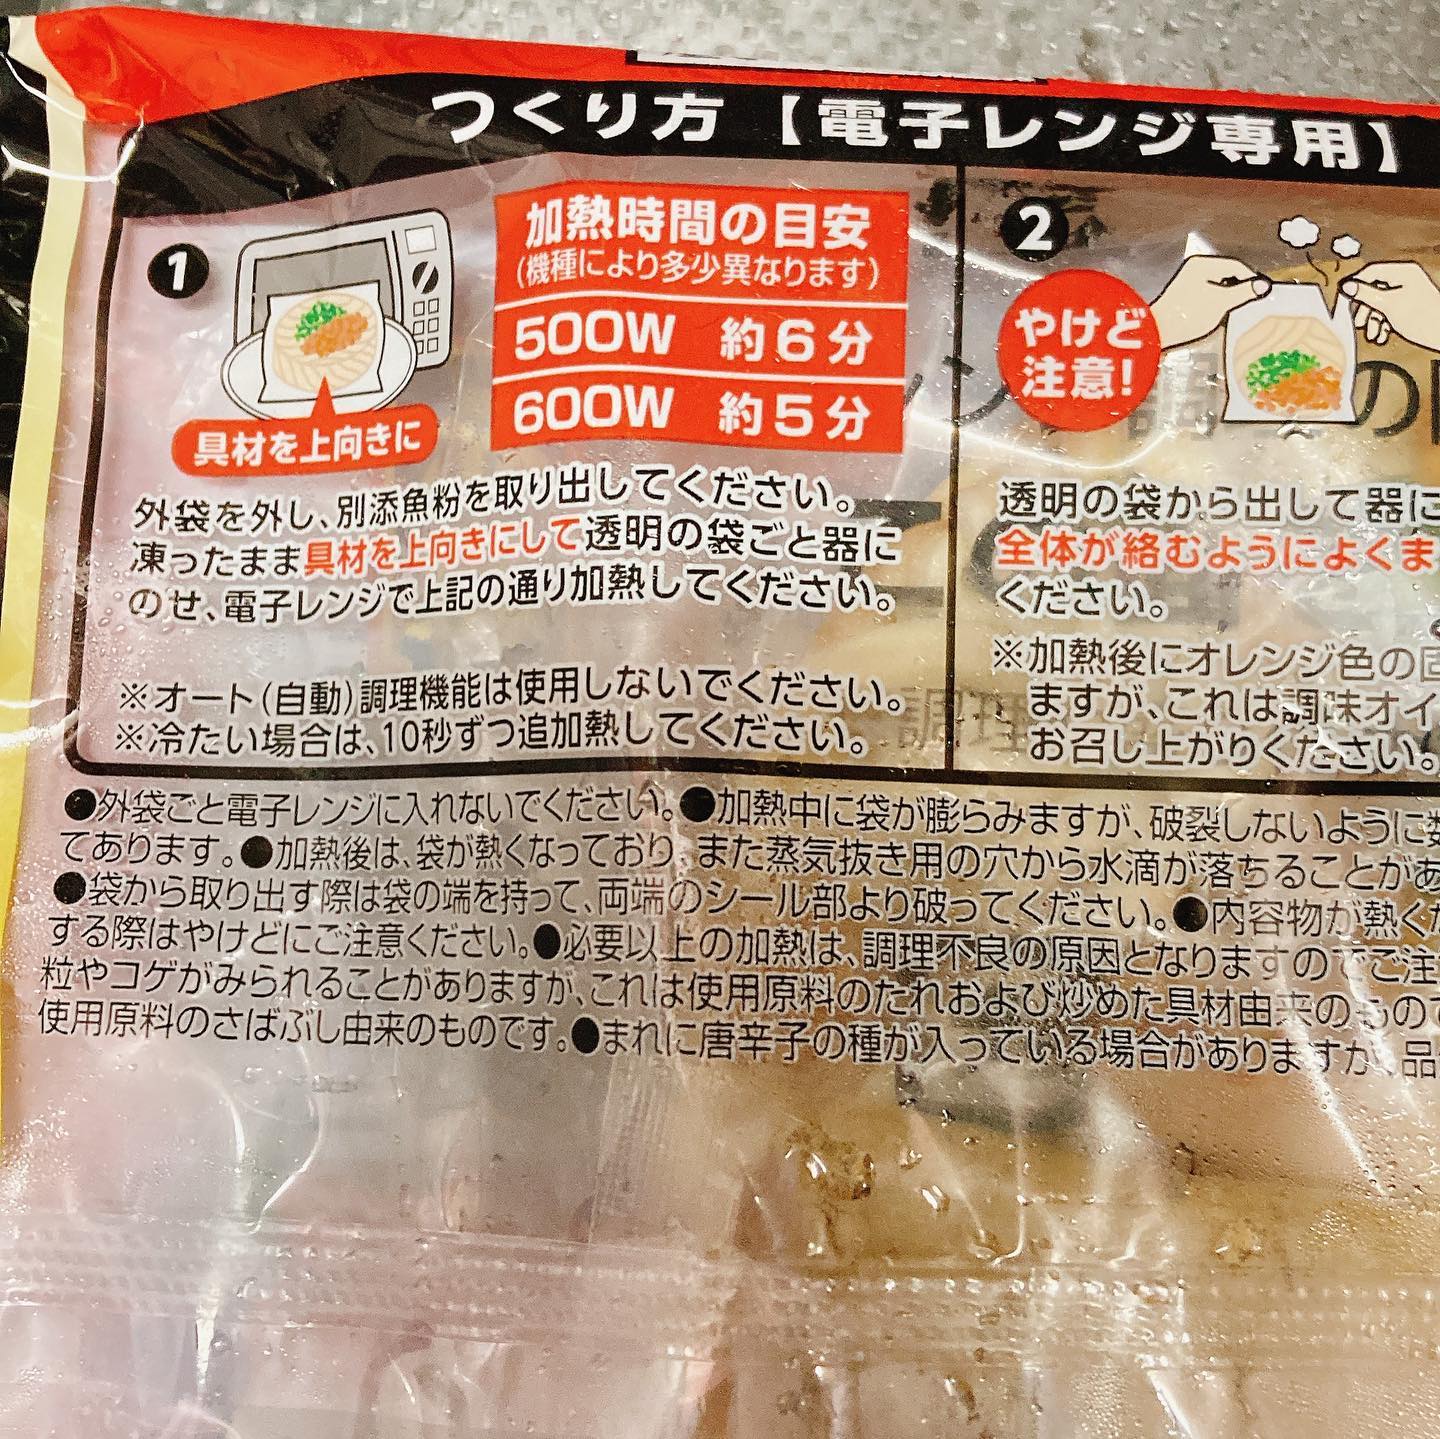 つくり方【電子レンジ専用】
1
加熱時間の目安
(機種により多少異なります)
500W 約6分
600W 約5分
具材を上向きに
外袋を外し、別添魚粉を取り出してください。
凍ったまま具材を上向きにして透明の袋ごと器に
のせ、電子レンジで上記の通り加熱してください。
※オート(自動)調理機能は使用しないでください。
※冷たい場合は、10秒ずつ追加熱してください。
2
やけど
注意!
透明の袋から出して器に
全体が絡むようによくま
ください。
※加熱後にオレンジ色の固
ますが、これは調味オイ
お召し上がりください。
●外袋ごと電子レンジに入れないでください。●加熱中に袋が膨らみますが、破裂しないように
てあります。●加熱後は、袋が熱くなっており、また蒸気抜き用の穴から水滴が落ちることがあ
●袋から取り出す際は袋の端を持って、両端のシール部より破ってください。●内容物が熱く
する際はやけどにご注意ください。●必要以上の加熱は、調理不良の原因となりますのでご注
粒やコゲがみられることがありますが、これは使用原料のたれおよび炒めた具材由来のもので
使用原料のさばぶし由来のものです。●まれに唐辛子の種が入っている場合がありますが、品